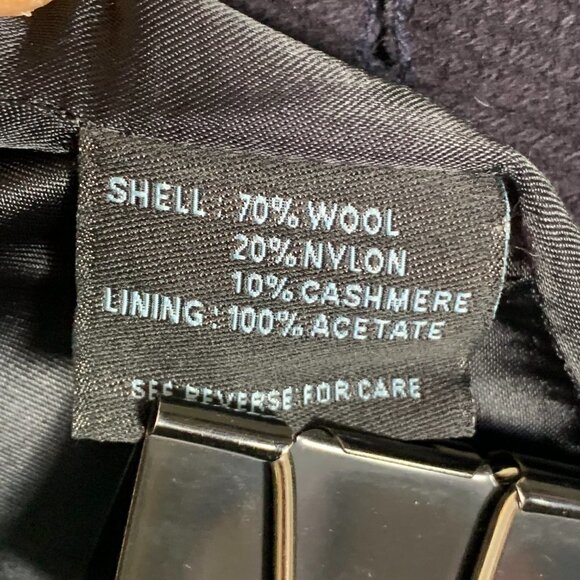 SHELL : 70% WOOL
20% NYLON
10% CASHMERE
LINING : 100% ACETATE
SEE REVERSE FOR CARE